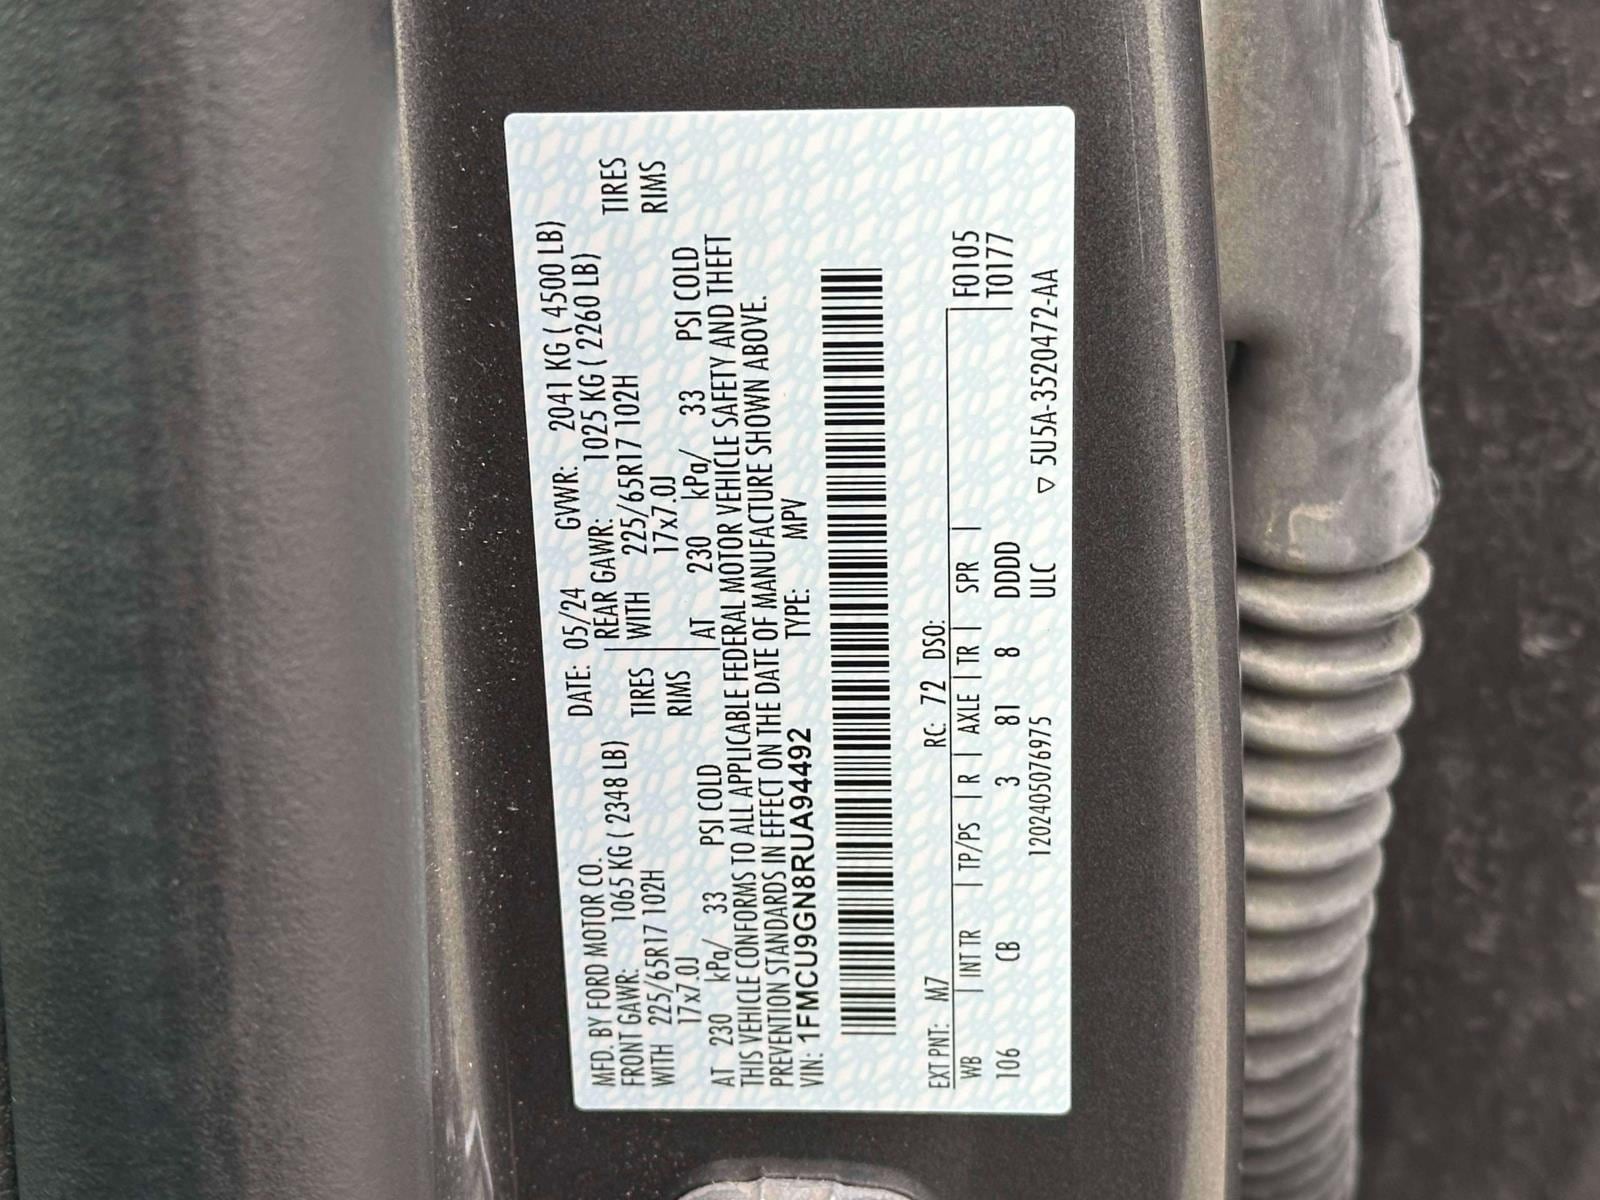 MFD. BY FORD MOTOR CO.
DATE: 05/24 GVWR: 2041 KG ( 4500 LB)
FRONT GAWR: 1065 KG ( 2348 LB) REAR GAWR: 1025 KG ( 2260 LB)
WITH 225/65R17 102H TIRES WITH 225/65R17 102H TIRES
17x7.0J RIMS 17x7.0J RIMS
AT 230 kPa/ 33 PSI COLD AT 230 kPa/ 33 PSI COLD
THIS VEHICLE CONFORMS TO ALL APPLICABLE FEDERAL MOTOR VEHICLE SAFETY AND THEFT
PREVENTION STANDARDS IN EFFECT ON THE DATE OF MANUFACTURE SHOWN ABOVE.
VIN: 1FMCU9GN8RUA94492 TYPE: MPV
EXT PNT: M7 RC: 72 DSO: F0105
WB | INT TR | TP/PS | R | AXLE | TR | SPR | T0177
106 CB 3 81 8 DDDD
1202405076975 ULC ▽ 5U5A-3520472-AA